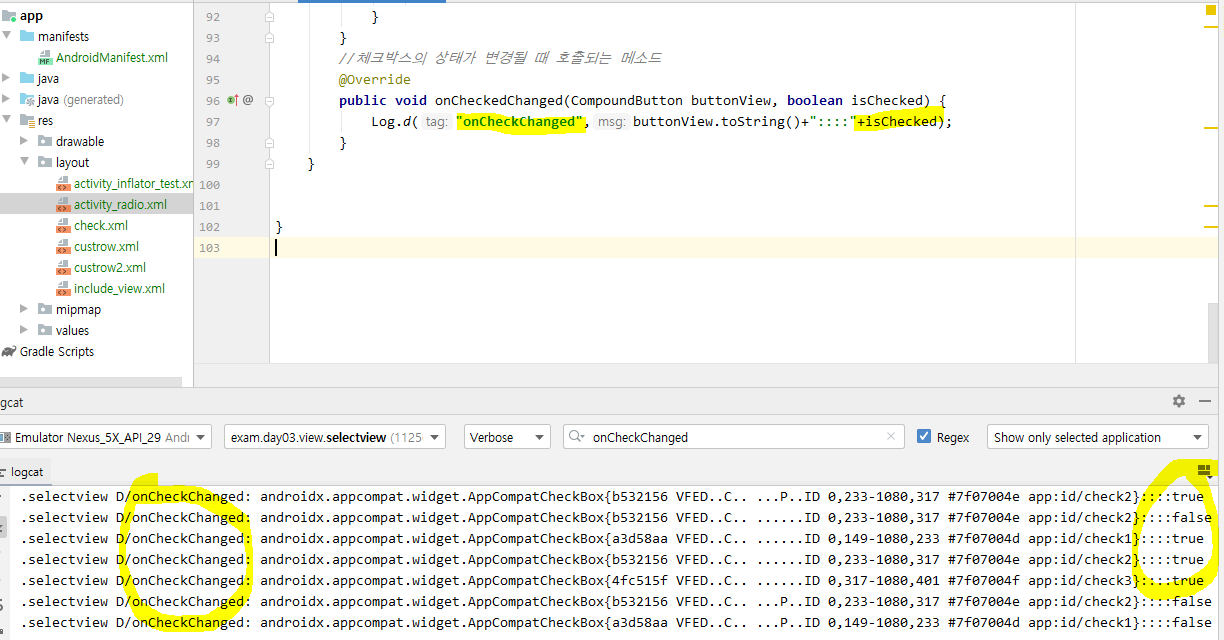 app
manifests
AndroidManifest.xml
java
java (generated)
res
drawable
layout
activity_inflator_test.xr
activity_radio.xml
check.xml
custrow.xml
custrow2.xml
include_view.xml
mipmap
values
Gradle Scripts
92 }
93 }
94 //체크박스의 상태가 변경될 때 호출되는 메소드
95 @Override
96 @ public void onCheckedChanged(CompoundButton buttonView, boolean isChecked) {
97 Log.d( tag: "onCheckChanged", msg: buttonView.toString()+"::::"+isChecked);
98 }
99 }
100
101
102 }
103
gcat
Emulator Nexus_5X_API_29 Andi exam.day03.view.selectview (1125 Verbose onCheckChanged Regex Show only selected application
logcat
.selectview D/onCheckChanged: androidx.appcompat.widget.AppCompatCheckBox{b532156 VFED..C.. ...P..ID 0,233-1080,317 #7f07004e app:id/check2}::::true
.selectview D/onCheckChanged: androidx.appcompat.widget.AppCompatCheckBox{b532156 VFED..C.. ......ID 0,233-1080,317 #7f07004e app:id/check2}::::false
.selectview D/onCheckChanged: androidx.appcompat.widget.AppCompatCheckBox{a3d58aa VFED..C.. ......ID 0,149-1080,233 #7f07004d app:id/check1}::::true
.selectview D/onCheckChanged: androidx.appcompat.widget.AppCompatCheckBox{b532156 VFED..C.. ...P..ID 0,233-1080,317 #7f07004e app:id/check2}::::true
.selectview D/onCheckChanged: androidx.appcompat.widget.AppCompatCheckBox{4fc515f VFED..C.. ......ID 0,317-1080,401 #7f07004f app:id/check3}::::true
.selectview D/onCheckChanged: androidx.appcompat.widget.AppCompatCheckBox{b532156 VFED..C.. ...P..ID 0,233-1080,317 #7f07004e app:id/check2}::::false
.selectview D/onCheckChanged: androidx.appcompat.widget.AppCompatCheckBox{a3d58aa VFED..C.. ...P..ID 0,149-1080,233 #7f07004d app:id/check1}::::false